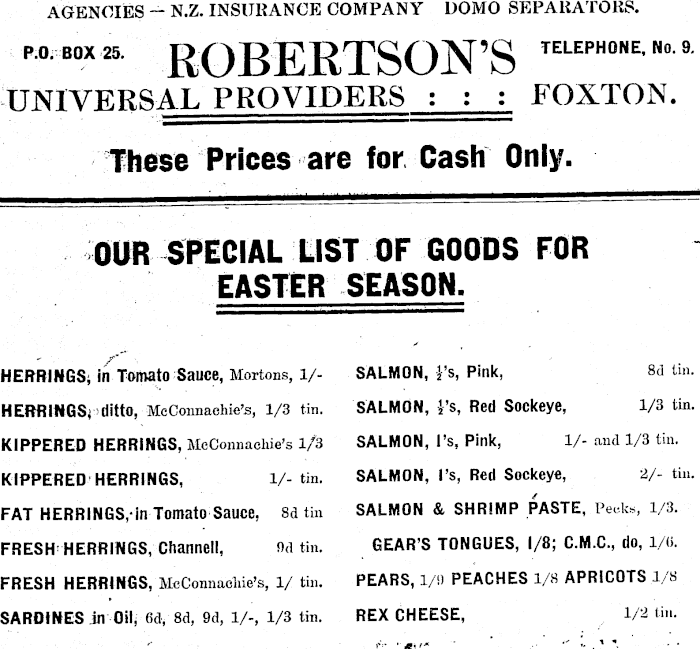 AGENCIES – N.Z. INSURANCE COMPANY DOMO SEPARATORS.
P.O. BOX 25. ROBERTSON'S TELEPHONE, No. 9.
UNIVERSAL PROVIDERS : : : FOXTON.
These Prices are for Cash Only.
OUR SPECIAL LIST OF GOODS FOR
EASTER SEASON.
HERRINGS, in Tomato Sauce, Mortons, 1/-
HERRINGS, ditto, McConnachie's, 1/3 tin.
KIPPERED HERRINGS, McConnachie's 1/3
KIPPERED HERRINGS, 1/- tin.
FAT HERRINGS, in Tomato Sauce, 8d tin
FRESH HERRINGS, Channell, 9d tin.
FRESH HERRINGS, McConnachie's, 1/ tin.
SARDINES in Oil, 6d, 8d, 9d, 1/-, 1/3 tin.
SALMON, ½'s, Pink, 8d tin.
SALMON, ½'s, Red Sockeye, 1/3 tin.
SALMON, I's, Pink, 1/- and 1/3 tin.
SALMON, I's, Red Sockeye, 2/- tin.
SALMON & SHRIMP PASTE, Pecks, 1/3.
GEAR'S TONGUES, I/8; C.M.C., do, 1/6.
PEARS, 1/9 PEACHES 1/8 APRICOTS 1/8
REX CHEESE, 1/2 tin.